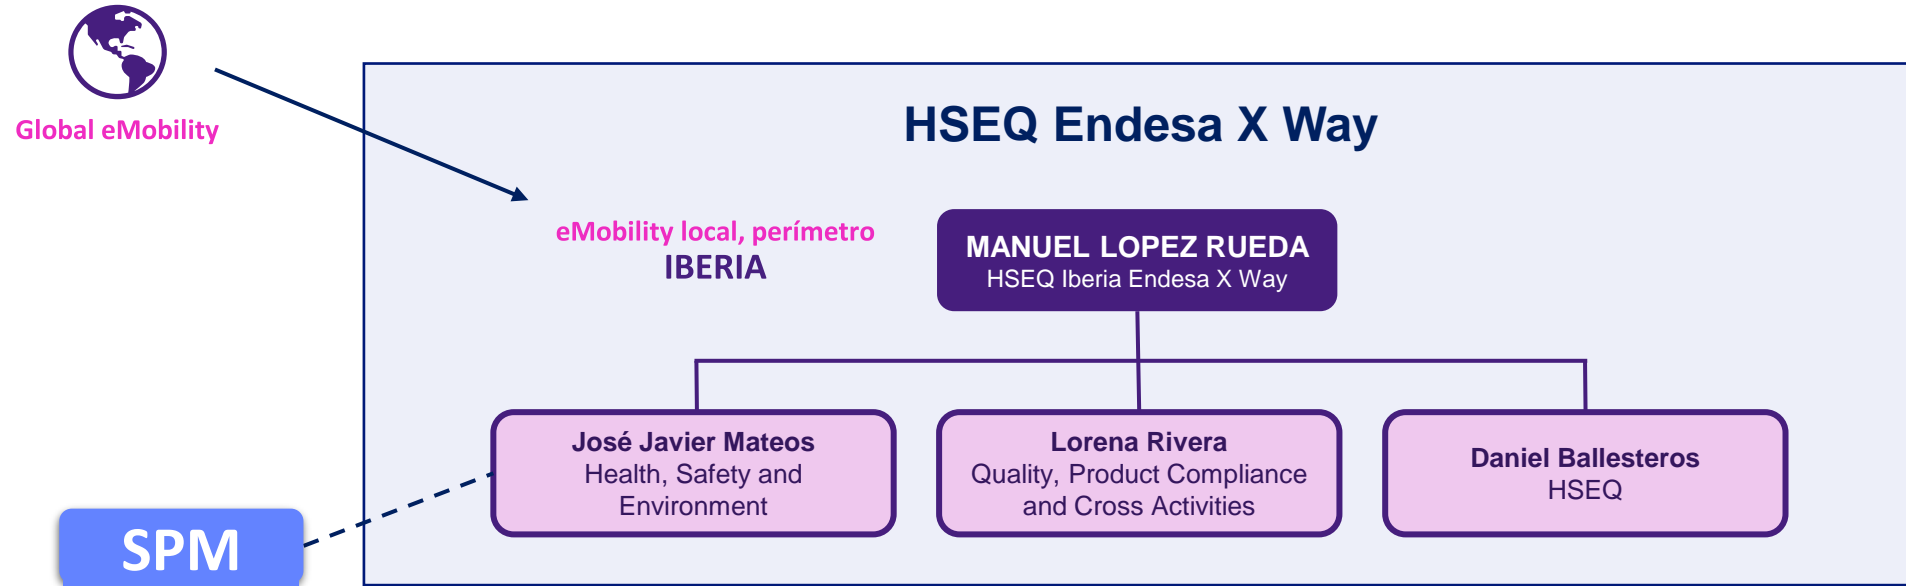 Global eMobility
HSEQ Endesa X Way
eMobility local, perímetro
IBERIA
MANUEL LOPEZ RUEDA
HSEQ Iberia Endesa X Way
José Javier Mateos
Health, Safety and
Environment
Lorena Rivera
Quality, Product Compliance
and Cross Activities
Daniel Ballesteros
HSEQ
SPM